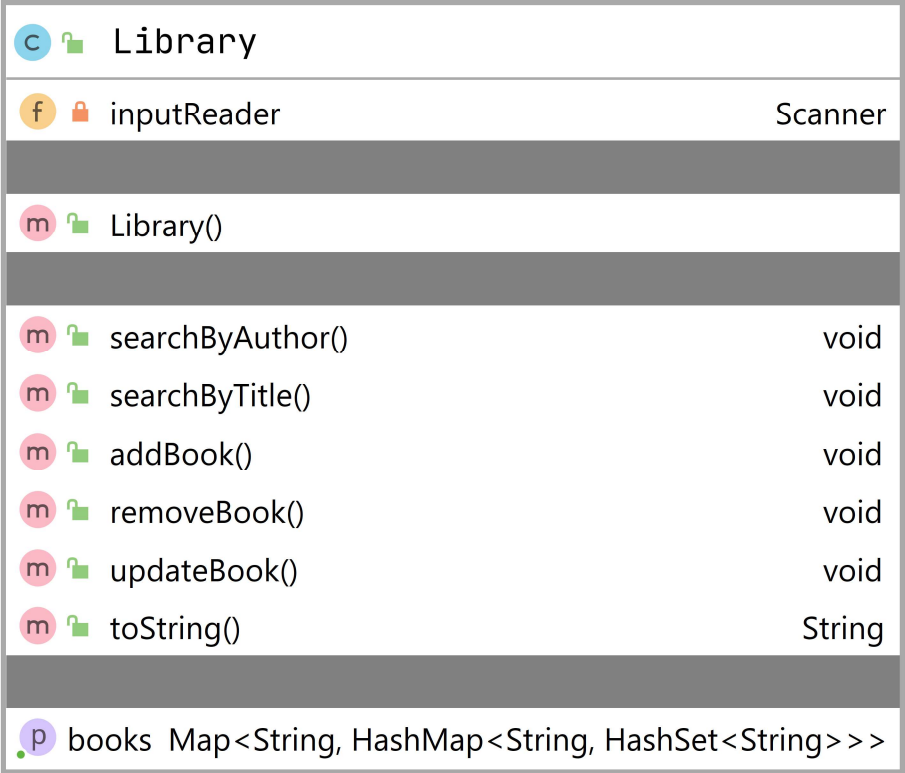 c Library
f inputReader Scanner
m Library()
m searchByAuthor() void
m searchByTitle() void
m addBook() void
m removeBook() void
m updateBook() void
m toString() String
p books Map<String, HashMap<String, HashSet<String>>>